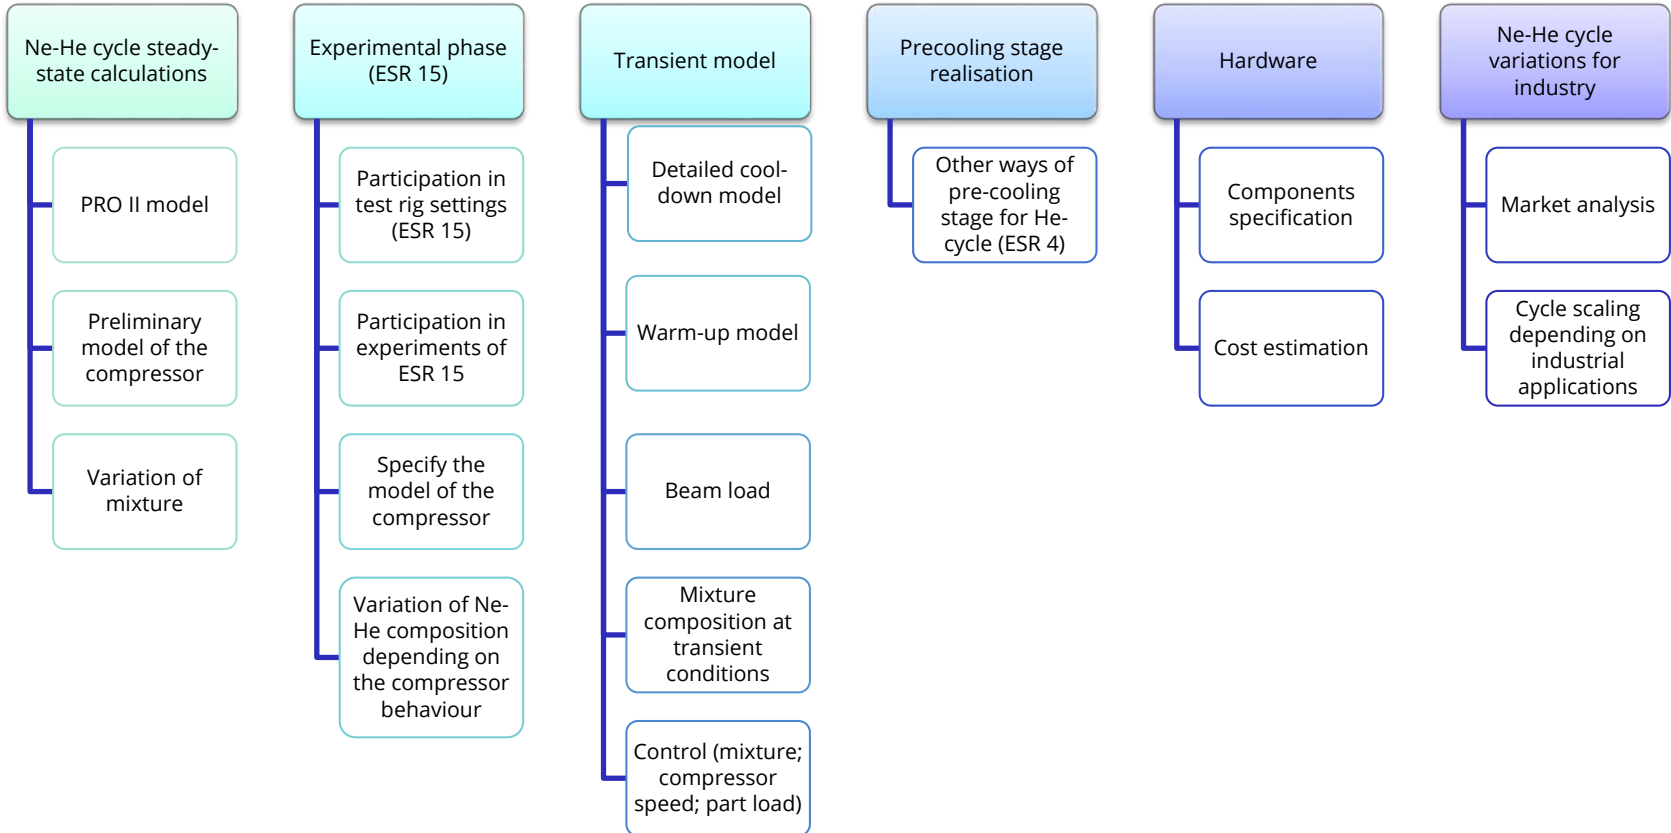 Ne-He cycle steady-
state calculations
PRO II model
Preliminary
model of the
compressor
Variation of
mixture
Experimental phase
(ESR 15)
Participation in
test rig settings
(ESR 15)
Participation in
experiments of
ESR 15
Specify the
model of the
compressor
Variation of Ne-
He composition
depending on
the compressor
behaviour
Transient model
Detailed cool-
down model
Warm-up model
Beam load
Mixture
composition at
transient
conditions
Control (mixture;
compressor
speed; part load)
Precooling stage
realisation
Other ways of
pre-cooling
stage for He-
cycle (ESR 4)
Hardware
Components
specification
Cost estimation
Ne-He cycle
variations for
industry
Market analysis
Cycle scaling
depending on
industrial
applications